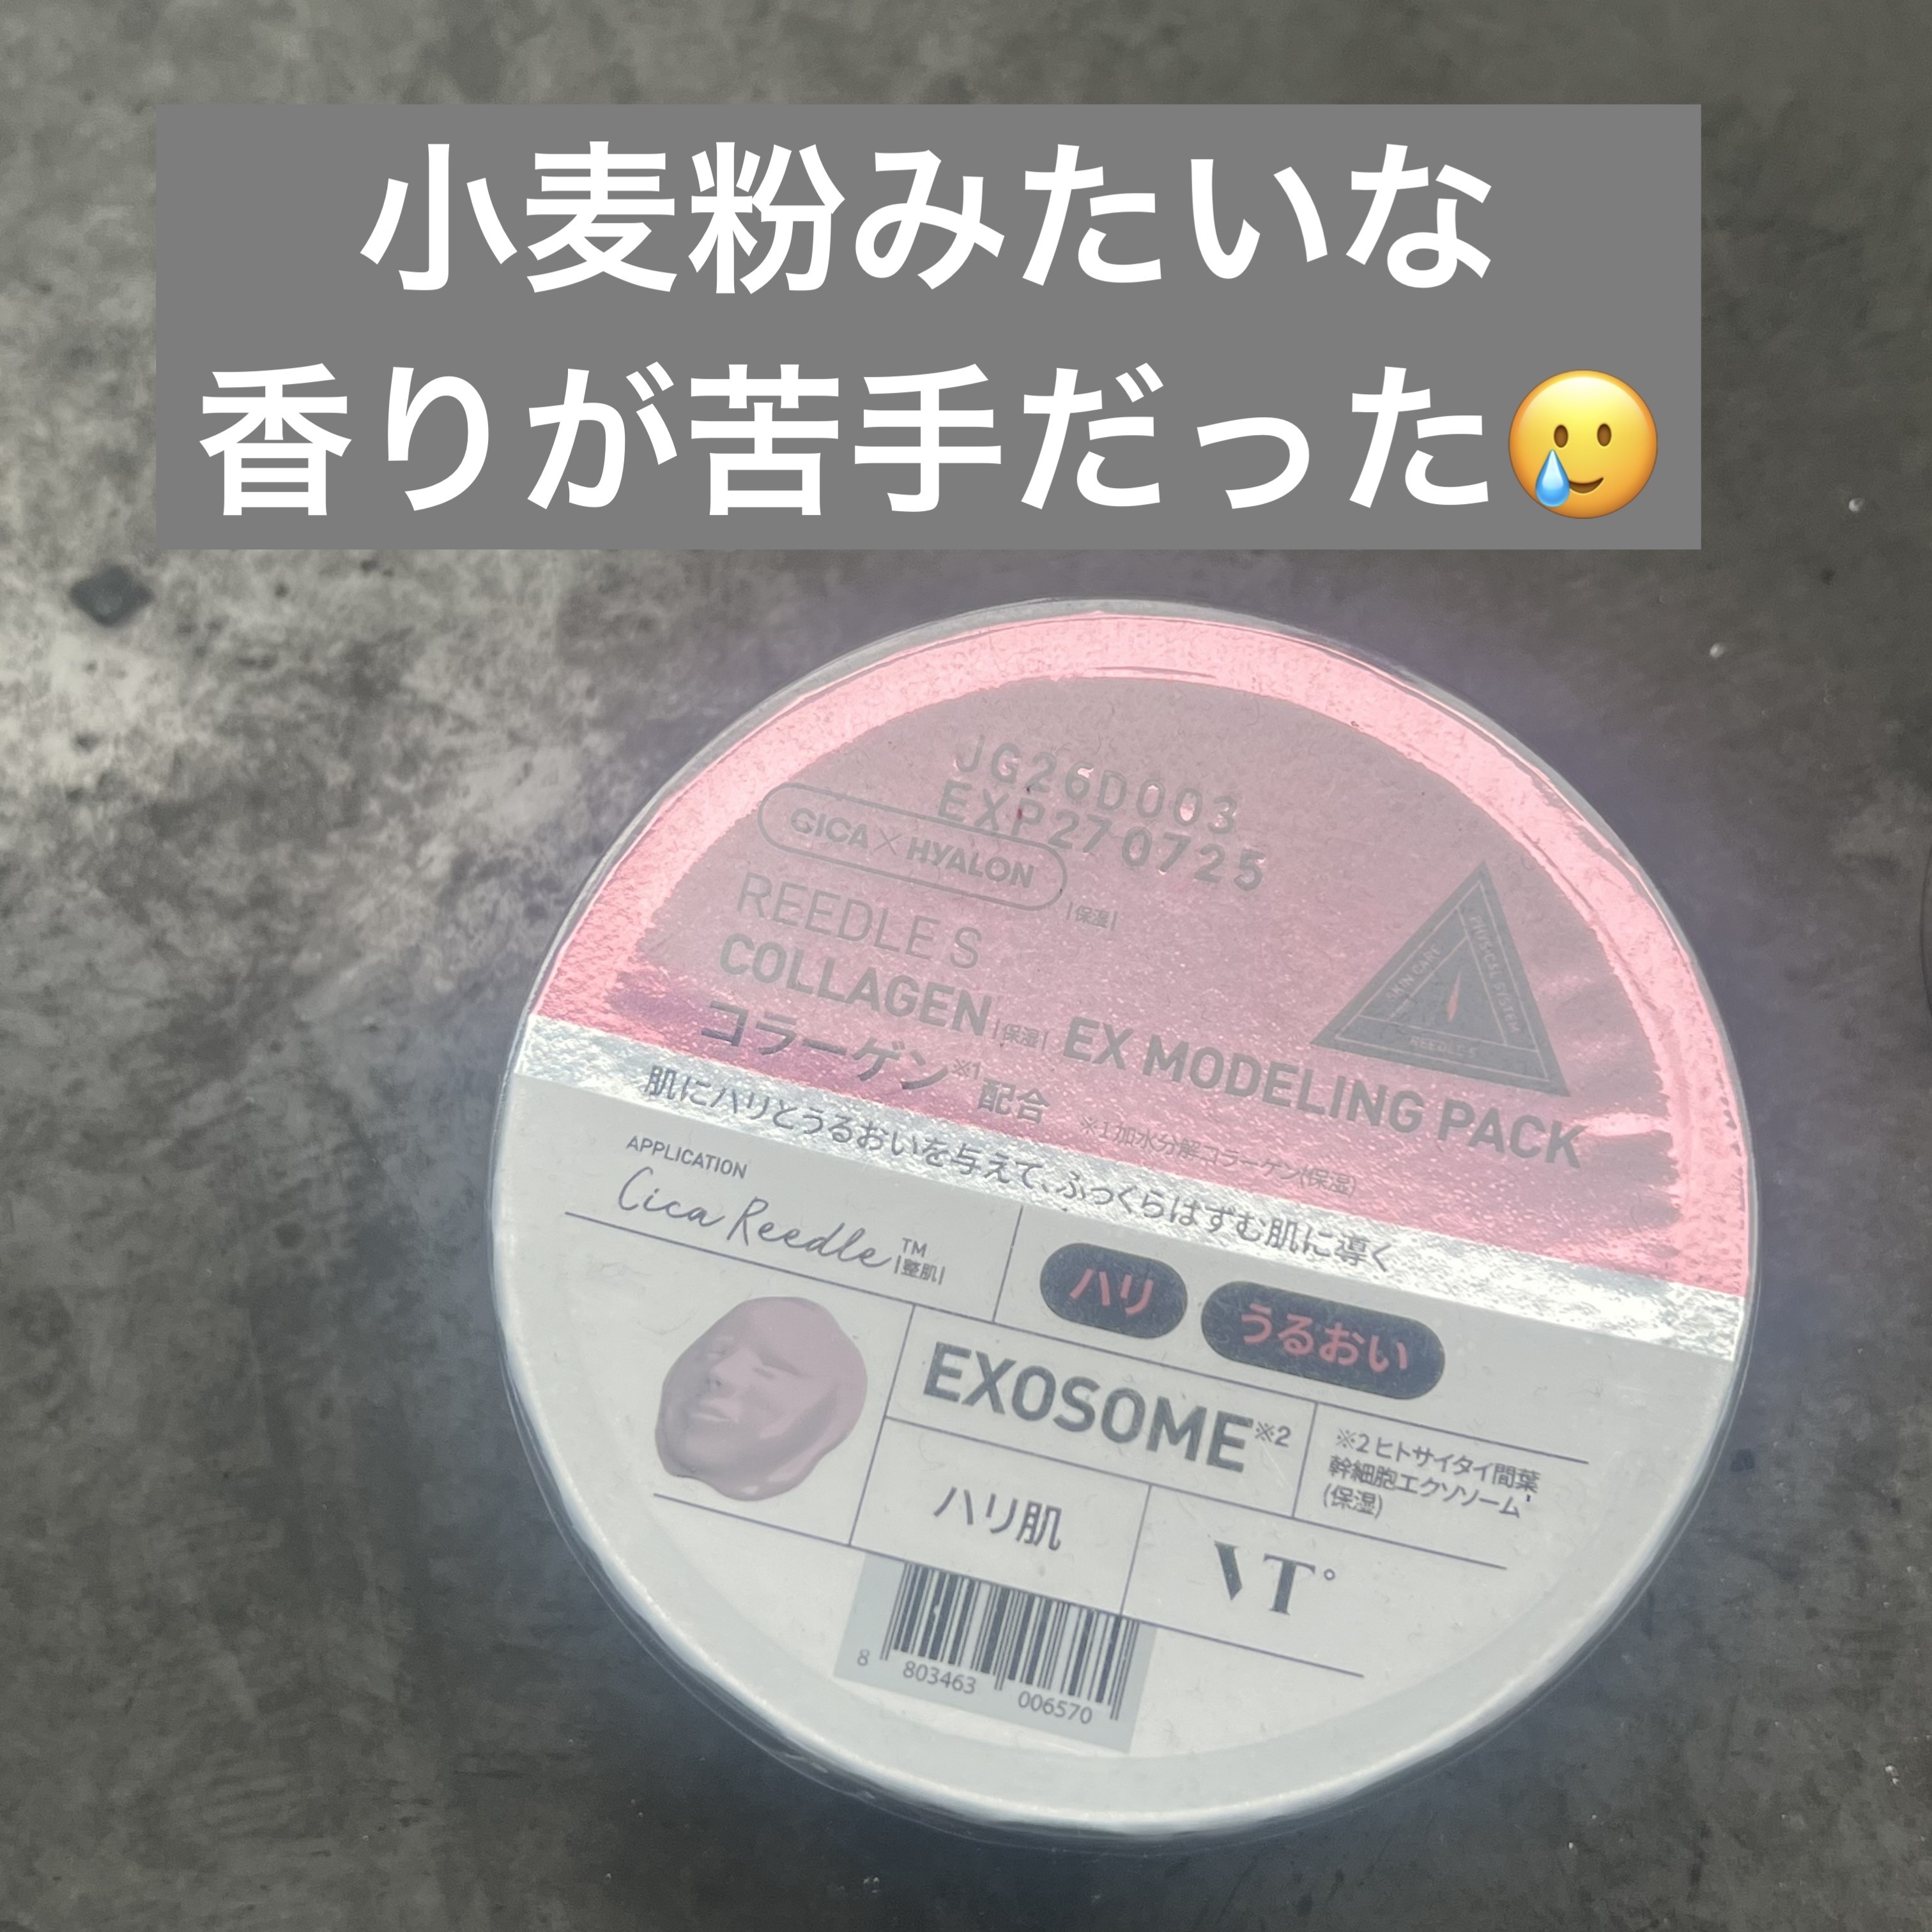 小麦粉みたいな
香りが苦手だった🥲
JG26D003
EXP270725
CICA×HYALON |保湿|
REEDLE S
COLLAGEN |保湿| EX MODELING PACK
コラーゲン※1 配合 ※1 加水分解コラーゲン(保湿)
SKIN CARE
PHYSICAL SYSTEM
REEDLE S
肌にハリとうるおいを与えて、ふっくらはずむ肌に導く
APPLICATION
Cica Reedle™ |整肌|
ハリ うるおい
EXOSOME※2
※2 ヒトサイタイ間葉
幹細胞エクソソーム
(保湿)
ハリ肌
VT°
8 803463 006570